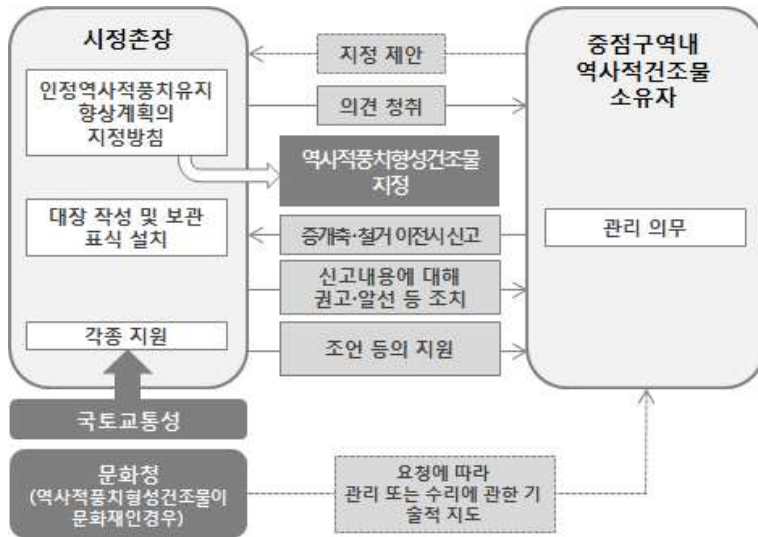 시정촌장
인정역사적풍치유지
향상계획의
지정방침
대장 작성 및 보관
표식 설치
각종 지원
국토교통성
문화청
(역사적풍치형성건조물이
문화재인경우)
지정 제안
의견 청취
역사적풍치형성건조물
지정
증개축·철거 이전시 신고
신고내용에 대해
권고·알선 등 조치
조언 등의 지원
요청에 따라
관리 또는 수리에 관한 기
술적 지도
중점구역내
역사적건조물
소유자
관리 의무